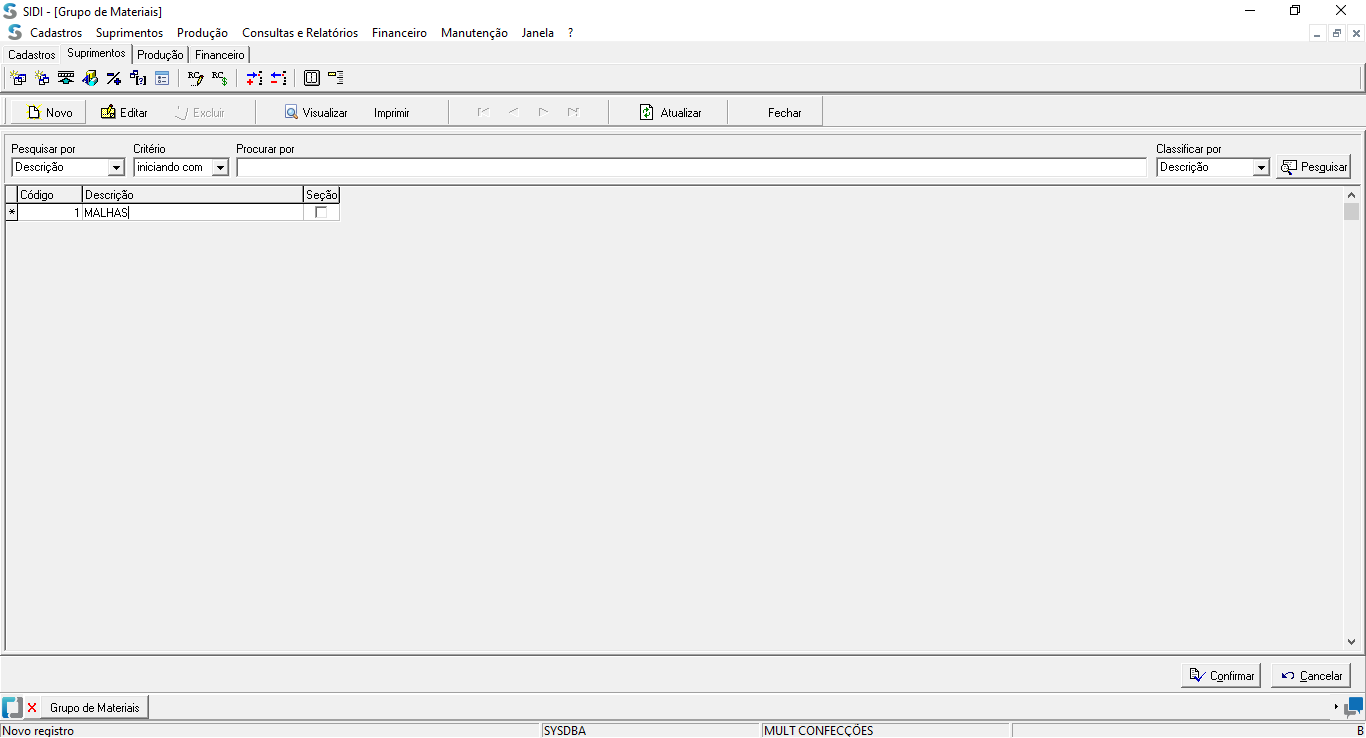 SIDI - [Grupo de Materiais]
Cadastros Suprimentos Produção Consultas e Relatórios Financeiro Manutenção Janela ?
Cadastros Suprimentos Produção Financeiro
RC RC$
Novo Editar Excluir Visualizar Imprimir Atualizar Fechar
Pesquisar por Critério Procurar por Classificar por
Descrição iniciando com Descrição Pesquisar
Código Descrição Seção
* 1 MALHAS
Confirmar Cancelar
Grupo de Materiais
Novo registro SYSDBA MULT CONFECÇÕES B